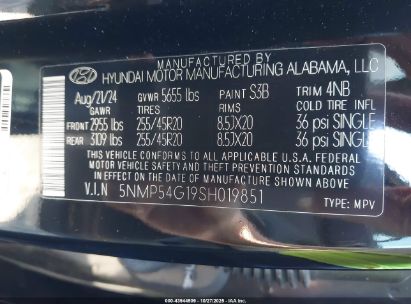 MANUFACTURED BY
HYUNDAI MOTOR MANUFACTURING ALABAMA, LLC
Aug/21/24 GVWR 5655 lbs PAINT S3B TRIM 4NB
GAWR TIRES RIMS COLD TIRE INFL
FRONT 2955 lbs 255/45R20 8.5JX20 36 psi SINGLE
REAR 3109 lbs 255/45R20 8.5JX20 36 psi SINGLE
THIS VEHICLE CONFORMS TO ALL APPLICABLE U.S. FEDERAL MOTOR VEHICLE
SAFETY, BUMPER, AND THEFT PREVENTION STANDARDS IN EFFECT ON THE DATE OF
MANUFACTURE SHOWN ABOVE.
V.I.N 5NMP54G19SH019851
TYPE: MPV